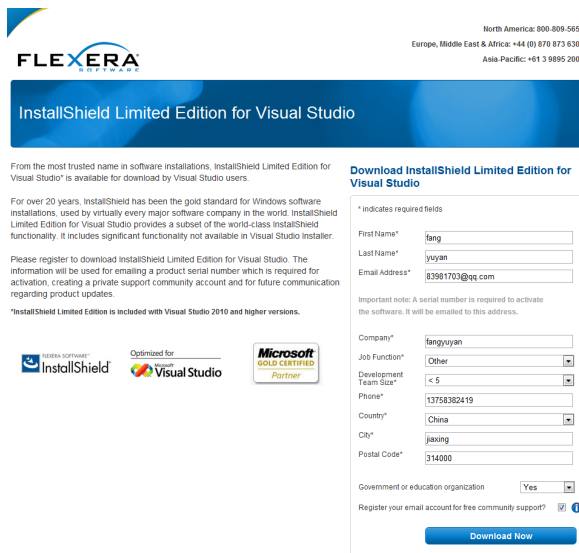 North America: 800-809-565
Europe, Middle East & Africa: +44 (0) 870 873 630
Asia-Pacific: +61 3 9895 200
FLEXERA
SOFTWARE
InstallShield Limited Edition for Visual Studio
From the most trusted name in software installations, InstallShield Limited Edition for
Visual Studio* is available for download by Visual Studio users.
For over 20 years, InstallShield has been the gold standard for Windows software
installations, used by virtually every major software company in the world. InstallShield
Limited Edition for Visual Studio provides a subset of the world-class InstallShield
functionality. It includes significant functionality not available in Visual Studio Installer.
Please register to download InstallShield Limited Edition for Visual Studio. The
information will be used for emailing a product serial number which is required for
activation, creating a private support community account and for future communication
regarding product updates.
*InstallShield Limited Edition is included with Visual Studio 2010 and higher versions.
FLEXERA SOFTWARE™
InstallShield®
Optimized for
Microsoft®
Visual Studio
Microsoft
GOLD CERTIFIED
Partner
Download InstallShield Limited Edition for
Visual Studio
* indicates required fields
First Name* fang
Last Name* yuyan
Email Address* 83981703@qq.com
Important note: A serial number is required to activate
the software. It will be emailed to this address.
Company* fangyuyan
Job Function* Other
Development
Team Size* < 5
Phone* 13758382419
Country* China
City* jiaxing
Postal Code* 314000
Government or education organization Yes
Register your email account for free community support?
Download Now